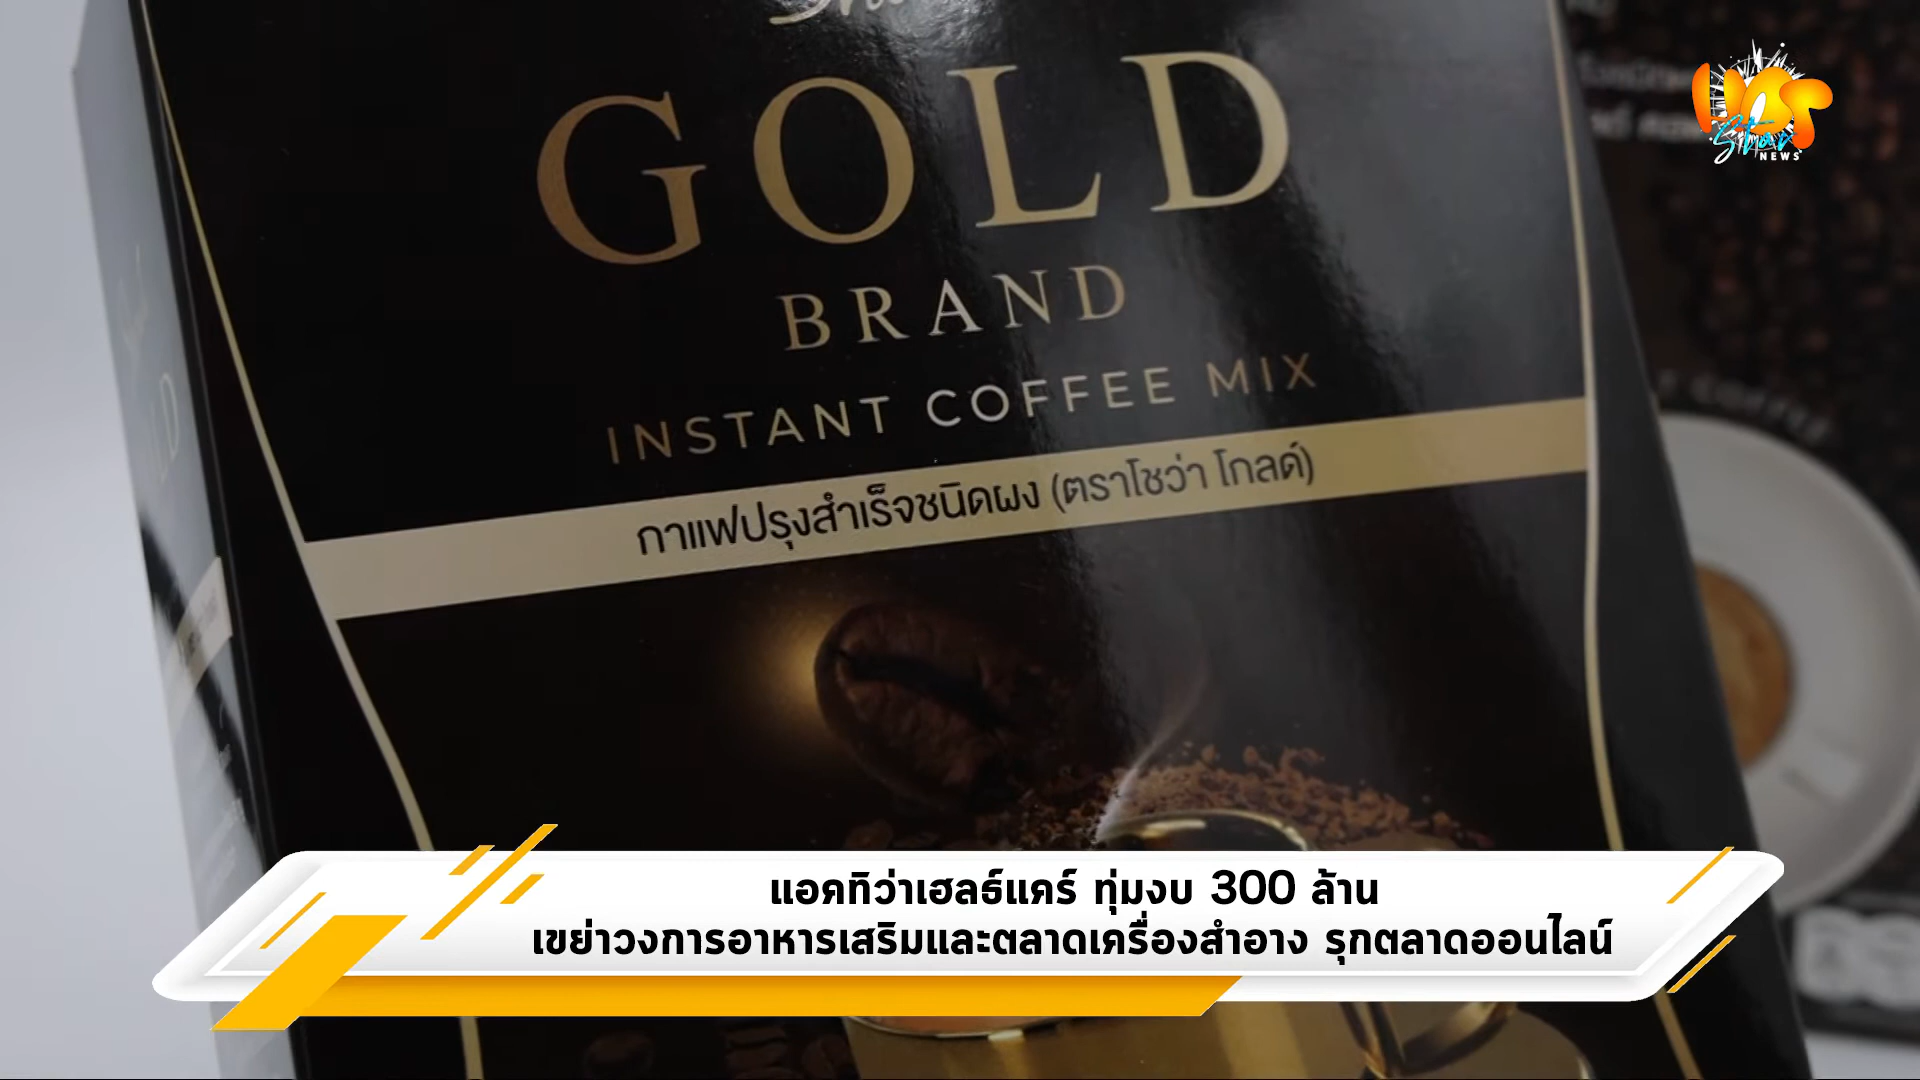 GOLD
BRAND
INSTANT COFFEE MIX
กาแฟปรุงสำเร็จชนิดผง (ตราโชว่า โกลด์)
HOT
Star
NEWS
COFFEE
แอคทิว่าเฮลธ์แคร์ ทุ่มงบ 300 ล้าน
เขย่าวงการอาหารเสริมและตลาดเครื่องสำอาง รุกตลาดออนไลน์